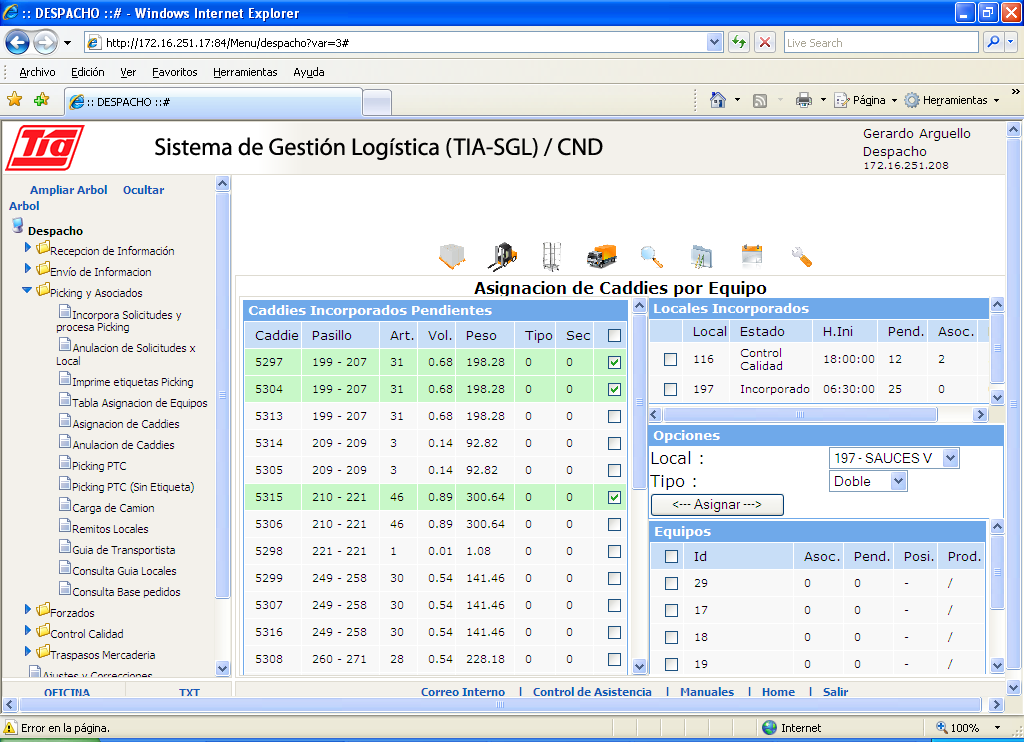 :: DESPACHO ::# - Windows Internet Explorer
http://172.16.251.17:84/Menu/despacho?var=3#
Live Search
Archivo Edición Ver Favoritos Herramientas Ayuda
:: DESPACHO ::#
Página Herramientas »
Tia
Sistema de Gestión Logística (TIA-SGL) / CND
Gerardo Arguello
Despacho
172.16.251.208
Ampliar Arbol Ocultar
Arbol
Despacho
Recepcion de Información
Envío de Informacion
Picking y Asociados
Incorpora Solicitudes y
procesa Picking
Anulacion de Solicitudes x
Local
Imprime etiquetas Picking
Tabla Asignacion de Equipos
Asignacion de Caddies
Anulacion de Caddies
Picking PTC
Picking PTC (Sin Etiqueta)
Carga de Camion
Remitos Locales
Guia de Transportista
Consulta Guia Locales
Consulta Base pedidos
Forzados
Control Calidad
Traspasos Mercaderia
Ajustes y Correcciones
OFICINA TXT
Asignacion de Caddies por Equipo
Caddies Incorporados Pendientes
Caddie Pasillo Art. Vol. Peso Tipo Sec
5297 199 - 207 31 0.68 198.28 0 0
5304 199 - 207 31 0.68 198.28 0 0
5313 199 - 207 31 0.68 198.28 0 0
5314 209 - 209 3 0.14 92.82 0 0
5305 209 - 209 3 0.14 92.82 0 0
5315 210 - 221 46 0.89 300.64 0 0
5306 210 - 221 46 0.89 300.64 0 0
5298 221 - 221 1 0.01 1.08 0 0
5299 249 - 258 30 0.54 141.46 0 0
5307 249 - 258 30 0.54 141.46 0 0
5316 249 - 258 30 0.54 141.46 0 0
5308 260 - 271 28 0.54 228.18 0 0
Locales Incorporados
Local Estado H.Ini Pend. Asoc.
116 Control Calidad 18:00:00 12 2
197 Incorporado 06:30:00 25 0
Opciones
Local : 197 - SAUCES V
Tipo : Doble
<--- Asignar --->
Equipos
Id Asoc. Pend. Posi. Prod.
29 0 0 - /
17 0 0 - /
18 0 0 - /
19 0 0 - /
Correo Interno | Control de Asistencia | Manuales | Home | Salir
Error en la página.
Internet
100%